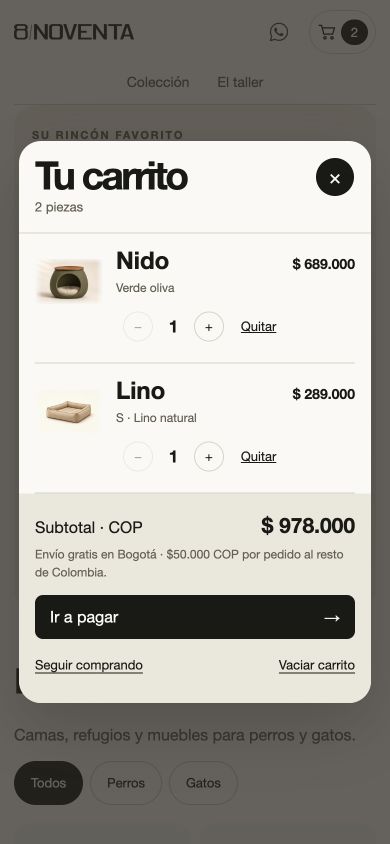 8/NOVENTA
2
Colección
El taller
SU RINCÓN FAVORITO
Tu carrito
×
2 piezas
Nido
$ 689.000
Verde oliva
− 1 + Quitar
Lino
$ 289.000
S · Lino natural
− 1 + Quitar
Subtotal · COP
$ 978.000
Envío gratis en Bogotá · $50.000 COP por pedido al resto
de Colombia.
Ir a pagar →
Seguir comprando
Vaciar carrito
Camas, refugios y muebles para perros y gatos.
Todos
Perros
Gatos